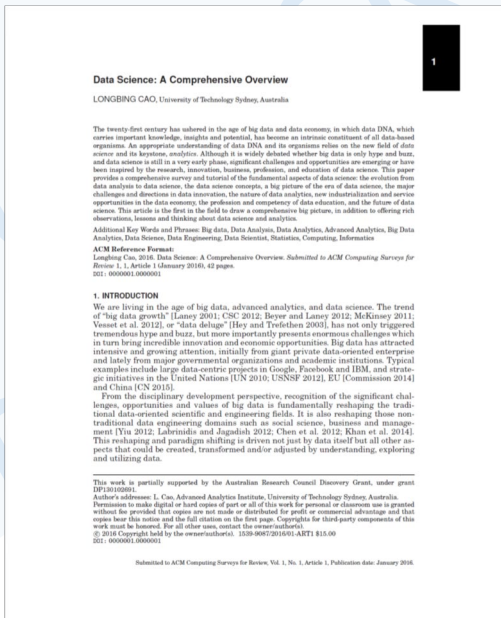 1
Data Science: A Comprehensive Overview
LONGBING CAO, University of Technology Sydney, Australia
The twenty-first century has ushered in the age of big data and data economy, in which data DNA, which
carries important knowledge, insights and potential, has become an intrinsic constituent of all data-based
organisms. An appropriate understanding of data DNA and its organisms relies on the new field of data
science and its keystone, analytics. Although it is widely debated whether big data is only hype and buzz,
and data science is still in a very early phase, significant challenges and opportunities are emerging or have
been inspired by the research, innovation, business, profession, and education of data science. This paper
provides a comprehensive survey and tutorial of the fundamental aspects of data science: the evolution from
data analysis to data science, the data science concepts, a big picture of the era of data science, the major
challenges and directions in data innovation, the nature of data analytics, new industrialization and service
opportunities in the data economy, the profession and competency of data education, and the future of data
science. This article is the first in the field to draw a comprehensive big picture, in addition to offering rich
observations, lessons and thinking about data science and analytics.
Additional Key Words and Phrases: Big data, Data Analysis, Data Analytics, Advanced Analytics, Big Data
Analytics, Data Science, Data Engineering, Data Scientist, Statistics, Computing, Informatics
ACM Reference Format:
Longbing Cao, 2016. Data Science: A Comprehensive Overview. Submitted to ACM Computing Surveys for
Review 1, 1, Article 1 (January 2016), 42 pages.
DOI: 0000001.0000001
1. INTRODUCTION
We are living in the age of big data, advanced analytics, and data science. The trend
of "big data growth" [Laney 2001; CSC 2012; Beyer and Laney 2012; McKinsey 2011;
Vesset et al. 2012], or "data deluge" [Hey and Trefethen 2003], has not only triggered
tremendous hype and buzz, but more importantly presents enormous challenges which
in turn bring incredible innovation and economic opportunities. Big data has attracted
intensive and growing attention, initially from giant private data-oriented enterprise
and lately from major governmental organizations and academic institutions. Typical
examples include large data-centric projects in Google, Facebook and IBM, and strate-
gic initiatives in the United Nations [UN 2010; USNSF 2012], EU [Commission 2014]
and China [CN 2015].
From the disciplinary development perspective, recognition of the significant chal-
lenges, opportunities and values of big data is fundamentally reshaping the tradi-
tional data-oriented scientific and engineering fields. It is also reshaping those non-
traditional data engineering domains such as social science, business and manage-
ment [Yiu 2012; Labrinidis and Jagadish 2012; Chen et al. 2012; Khan et al. 2014].
This reshaping and paradigm shifting is driven not just by data itself but all other as-
pects that could be created, transformed and/or adjusted by understanding, exploring
and utilizing data.
This work is partially supported by the Australian Research Council Discovery Grant, under grant
DP130102691.
Author's addresses: L. Cao, Advanced Analytics Institute, University of Technology Sydney, Australia.
Permission to make digital or hard copies of part or all of this work for personal or classroom use is granted
without fee provided that copies are not made or distributed for profit or commercial advantage and that
copies bear this notice and the full citation on the first page. Copyrights for third-party components of this
work must be honored. For all other uses, contact the owner/author(s).
© 2016 Copyright held by the owner/author(s). 1539-9087/2016/01-ART1 $15.00
DOI: 0000001.0000001
Submitted to ACM Computing Surveys for Review, Vol. 1, No. 1, Article 1, Publication date: January 2016.